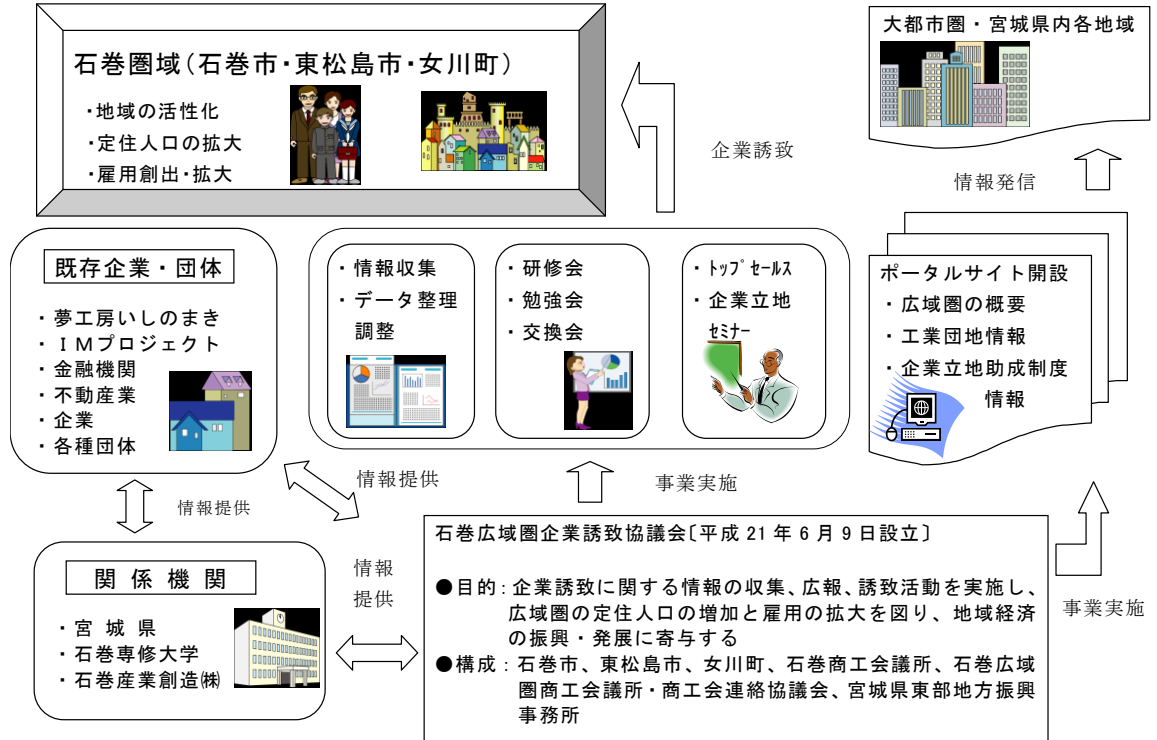 石巻圏域(石巻市・東松島市・女川町)
・地域の活性化
・定住人口の拡大
・雇用創出・拡大
企業誘致
大都市圏・宮城県内各地域
情報発信
既存企業・団体
・夢工房いしのまき
・ＩＭプロジェクト
・金融機関
・不動産業
・企業
・各種団体
・情報収集
・データ整理
調整
・研修会
・勉強会
・交換会
・ﾄｯﾌﾟｾｰﾙｽ
・企業立地
ｾﾐﾅｰ
ポータルサイト開設
・広域圏の概要
・工業団地情報
・企業立地助成制度
情報
情報提供
情報提供
事業実施
関係機関
・宮城県
・石巻専修大学
・石巻産業創造㈱
情報
提供
石巻広域圏企業誘致協議会〔平成21年6月9日設立〕
●目的：企業誘致に関する情報の収集、広報、誘致活動を実施し、
広域圏の定住人口の増加と雇用の拡大を図り、地域経済
の振興・発展に寄与する
●構成：石巻市、東松島市、女川町、石巻商工会議所、石巻広域
圏商工会議所・商工会連絡協議会、宮城県東部地方振興
事務所
事業実施